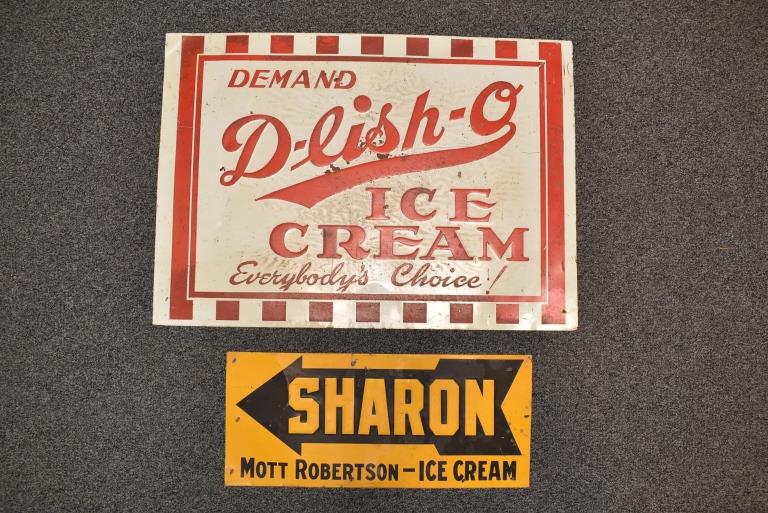 DEMAND
D-lish-O
ICE
CREAM
Everybody's Choice!
SHARON
MOTT ROBERTSON - ICE CREAM